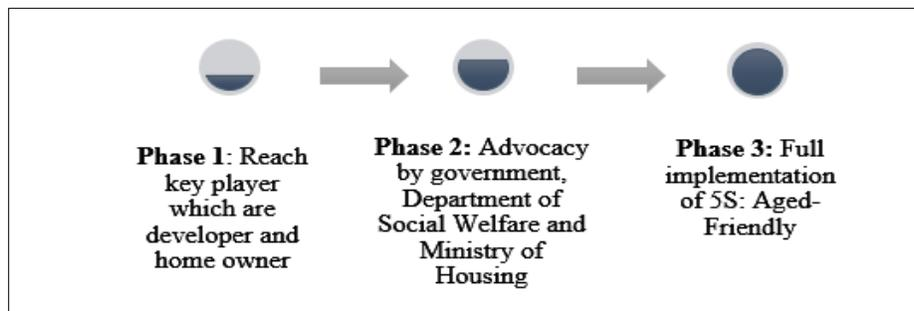 Phase 1: Reach
key player
which are
developer and
home owner
Phase 2: Advocacy
by government,
Department of
Social Welfare and
Ministry of
Housing
Phase 3: Full
implementation
of 5S: Aged-
Friendly